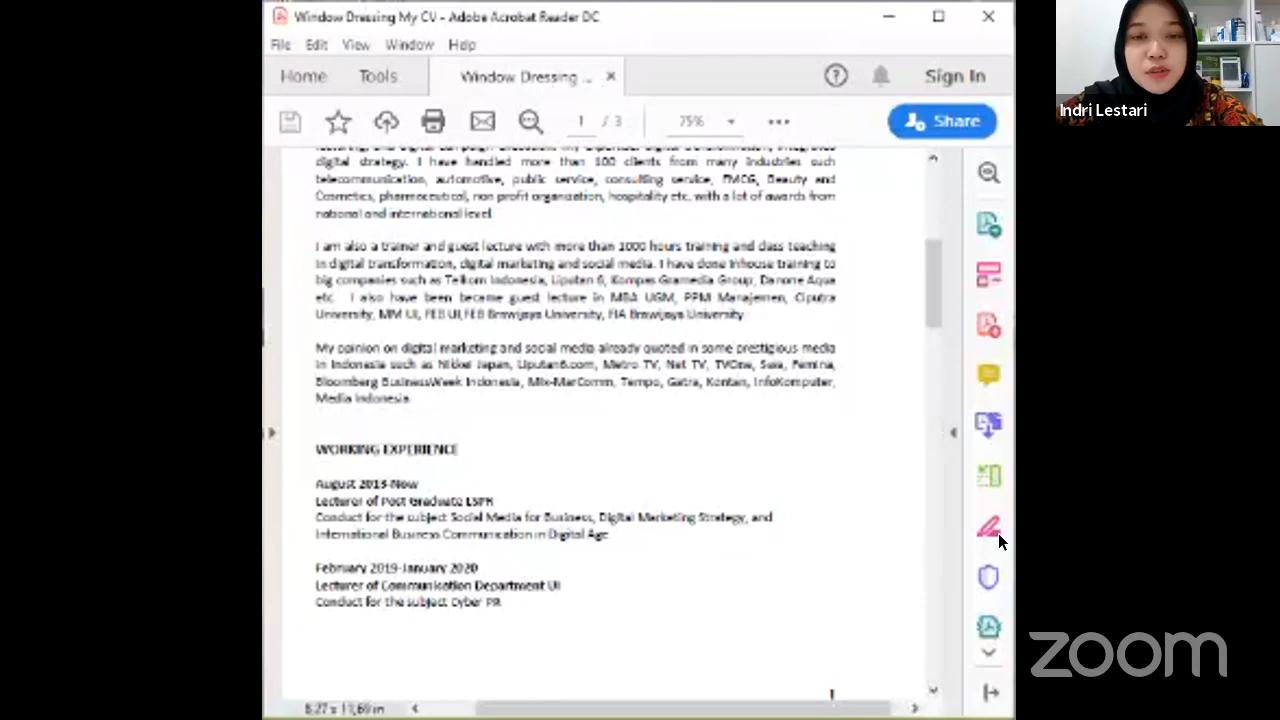 Window Dressing My CV - Adobe Acrobat Reader DC
File Edit View Window Help
Home Tools Window Dressing ... × Sign In
1 / 3 75% Share
digital strategy. I have handled more than 100 clients from many industries such
telecommunication, automotive, public service, consulting service, FMCG, Beauty and
Cosmetics, pharmaceutical, non profit organization, hospitality etc. with a lot of awards from
national and international level.
I am also a trainer and guest lecture with more than 1000 hours training and class teaching
in digital transformation, digital marketing and social media. I have done inhouse training to
big companies such as Telkom Indonesia, Liputan 6, Kompas Gramedia Group, Danone Aqua
etc. I also have been became guest lecture in MBA UGM, PPM Manajemen, Ciputra
University, MM UI, FEB UI,FEB Brawijaya University, FIA Brawijaya University
My opinion on digital marketing and social media already quoted in some prestigious media
in Indonesia such as Nikkei Japan, Liputan6.com, Metro TV, Net TV, TVOne, Swa, Femina,
Bloomberg BusinessWeek Indonesia, Mix-MarComm, Tempo, Gatra, Kontan, InfoKomputer,
Media Indonesia.
WORKING EXPERIENCE
August 2013-Now
Lecturer of Post Graduate LSPR
Conduct for the subject Social Media for Business, Digital Marketing Strategy, and
International Business Communication in Digital Age
February 2019-January 2020
Lecturer of Communication Department UI
Conduct for the subject Cyber PR
1
8,27 x 11,69 in
Indri Lestari
zoom